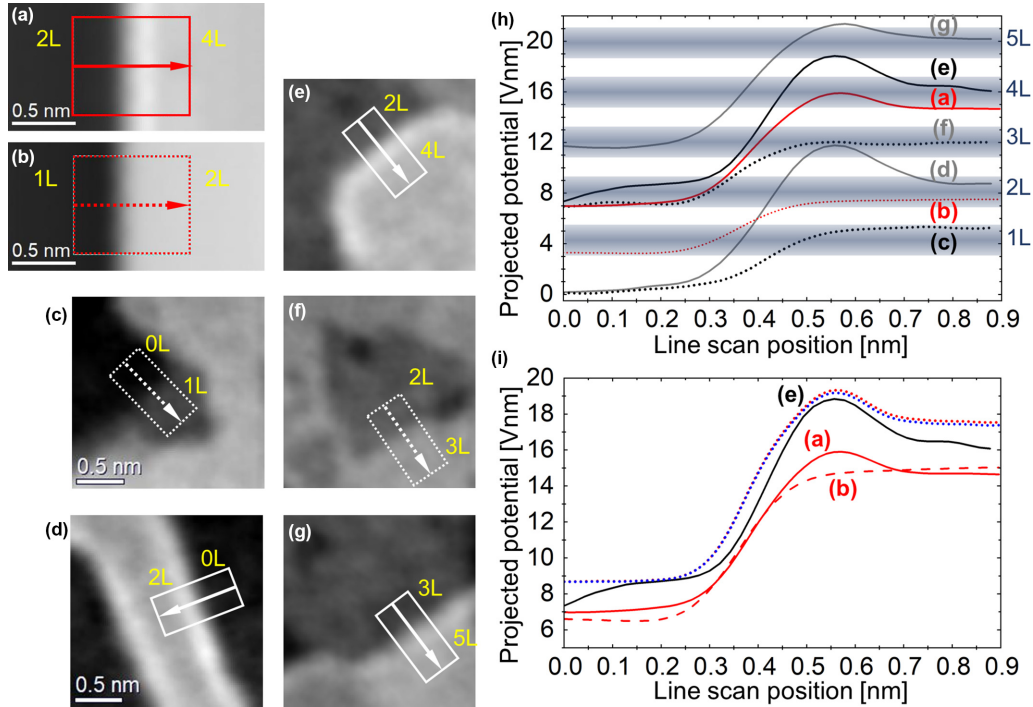 (a)
2L
4L
0.5 nm
(b)
1L
2L
0.5 nm
(c)
0L
1L
0.5 nm
(d)
0L
2L
0.5 nm
(e)
2L
4L
(f)
2L
3L
(g)
3L
5L
(h)
Projected potential [Vnm]
20
16
12
8
4
0
(g)
(e)
(a)
(f)
(d)
(b)
(c)
5L
4L
3L
2L
1L
0.0 0.1 0.2 0.3 0.4 0.5 0.6 0.7 0.8 0.9
Line scan position [nm]
(i)
Projected potential [Vnm]
20
18
16
14
12
10
8
6
(e)
(a)
(b)
0.0 0.1 0.2 0.3 0.4 0.5 0.6 0.7 0.8 0.9
Line scan position [nm]